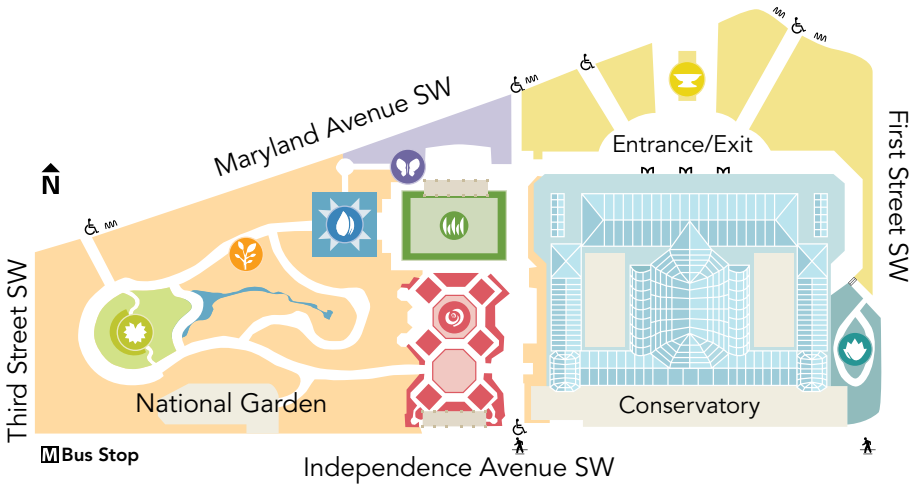 Maryland Avenue SW
Entrance/Exit
First Street SW
N
Third Street SW
National Garden
Conservatory
M Bus Stop
Independence Avenue SW